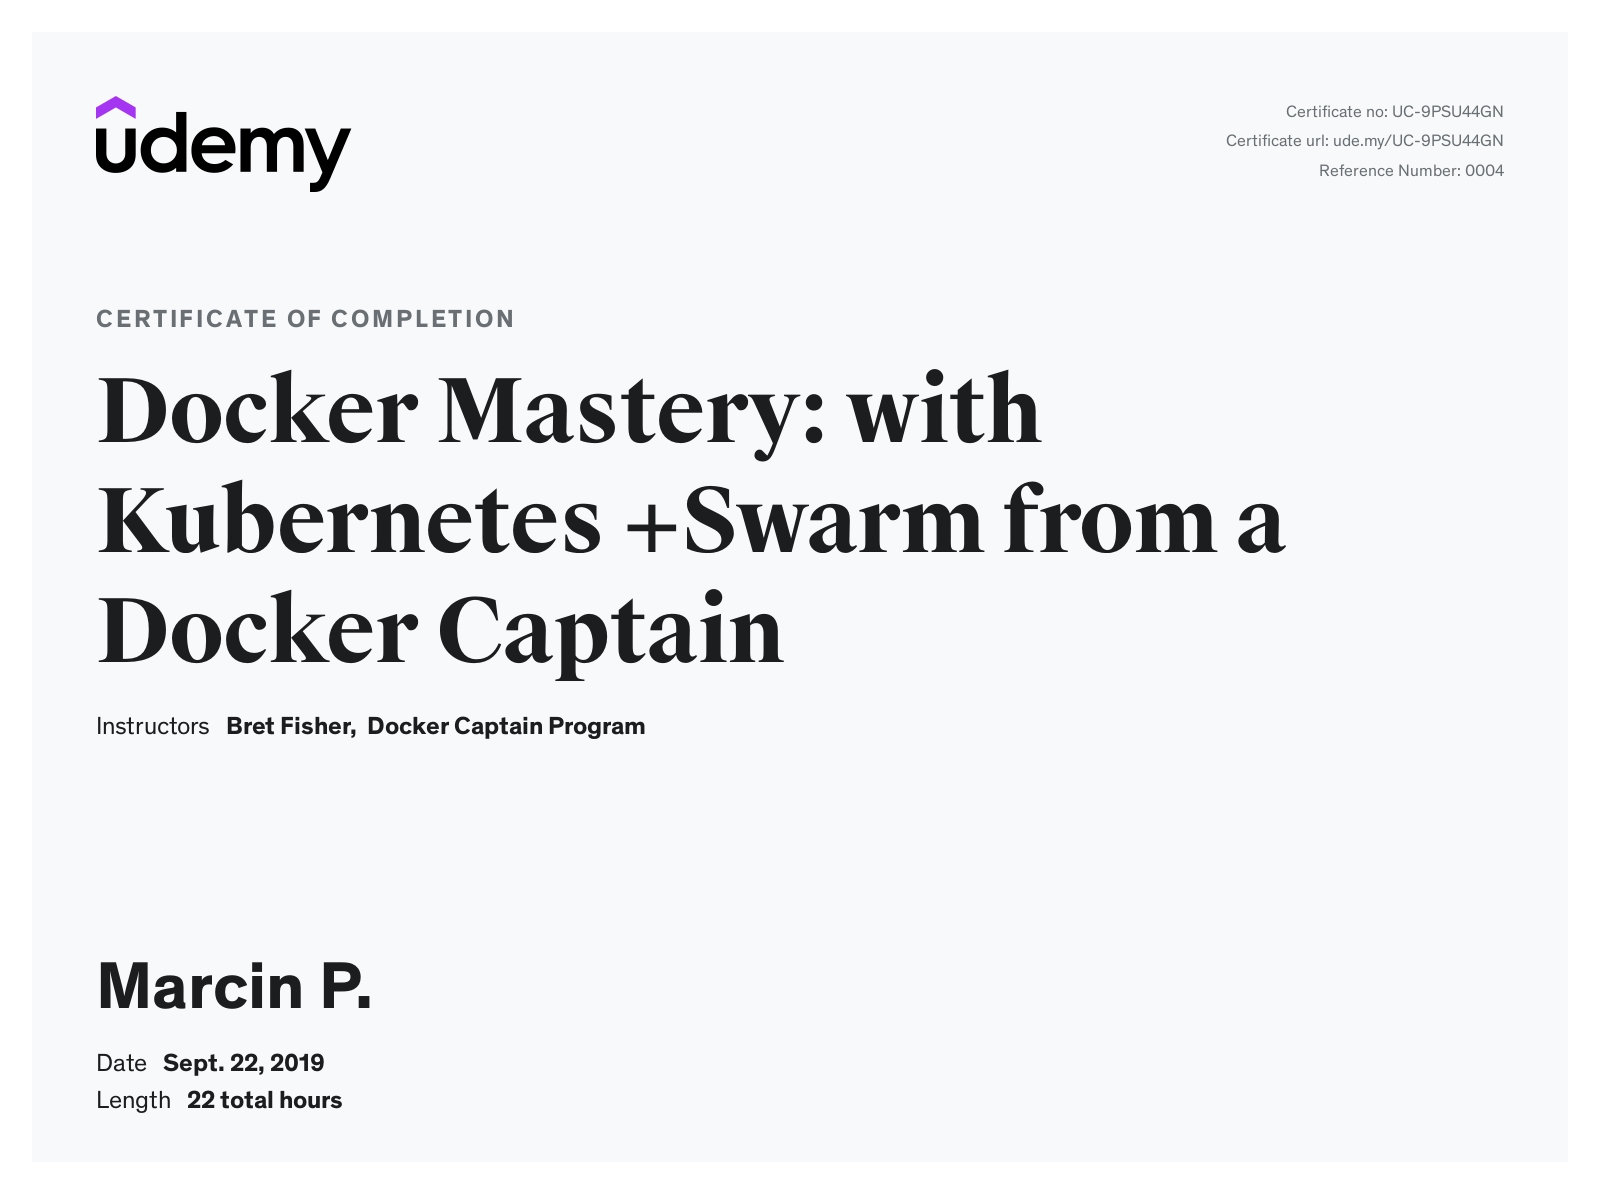 udemy
Certificate no: UC-9PSU44GN
Certificate url: ude.my/UC-9PSU44GN
Reference Number: 0004
CERTIFICATE OF COMPLETION
Docker Mastery: with
Kubernetes +Swarm from a
Docker Captain
Instructors Bret Fisher, Docker Captain Program
Marcin P.
Date Sept. 22, 2019
Length 22 total hours